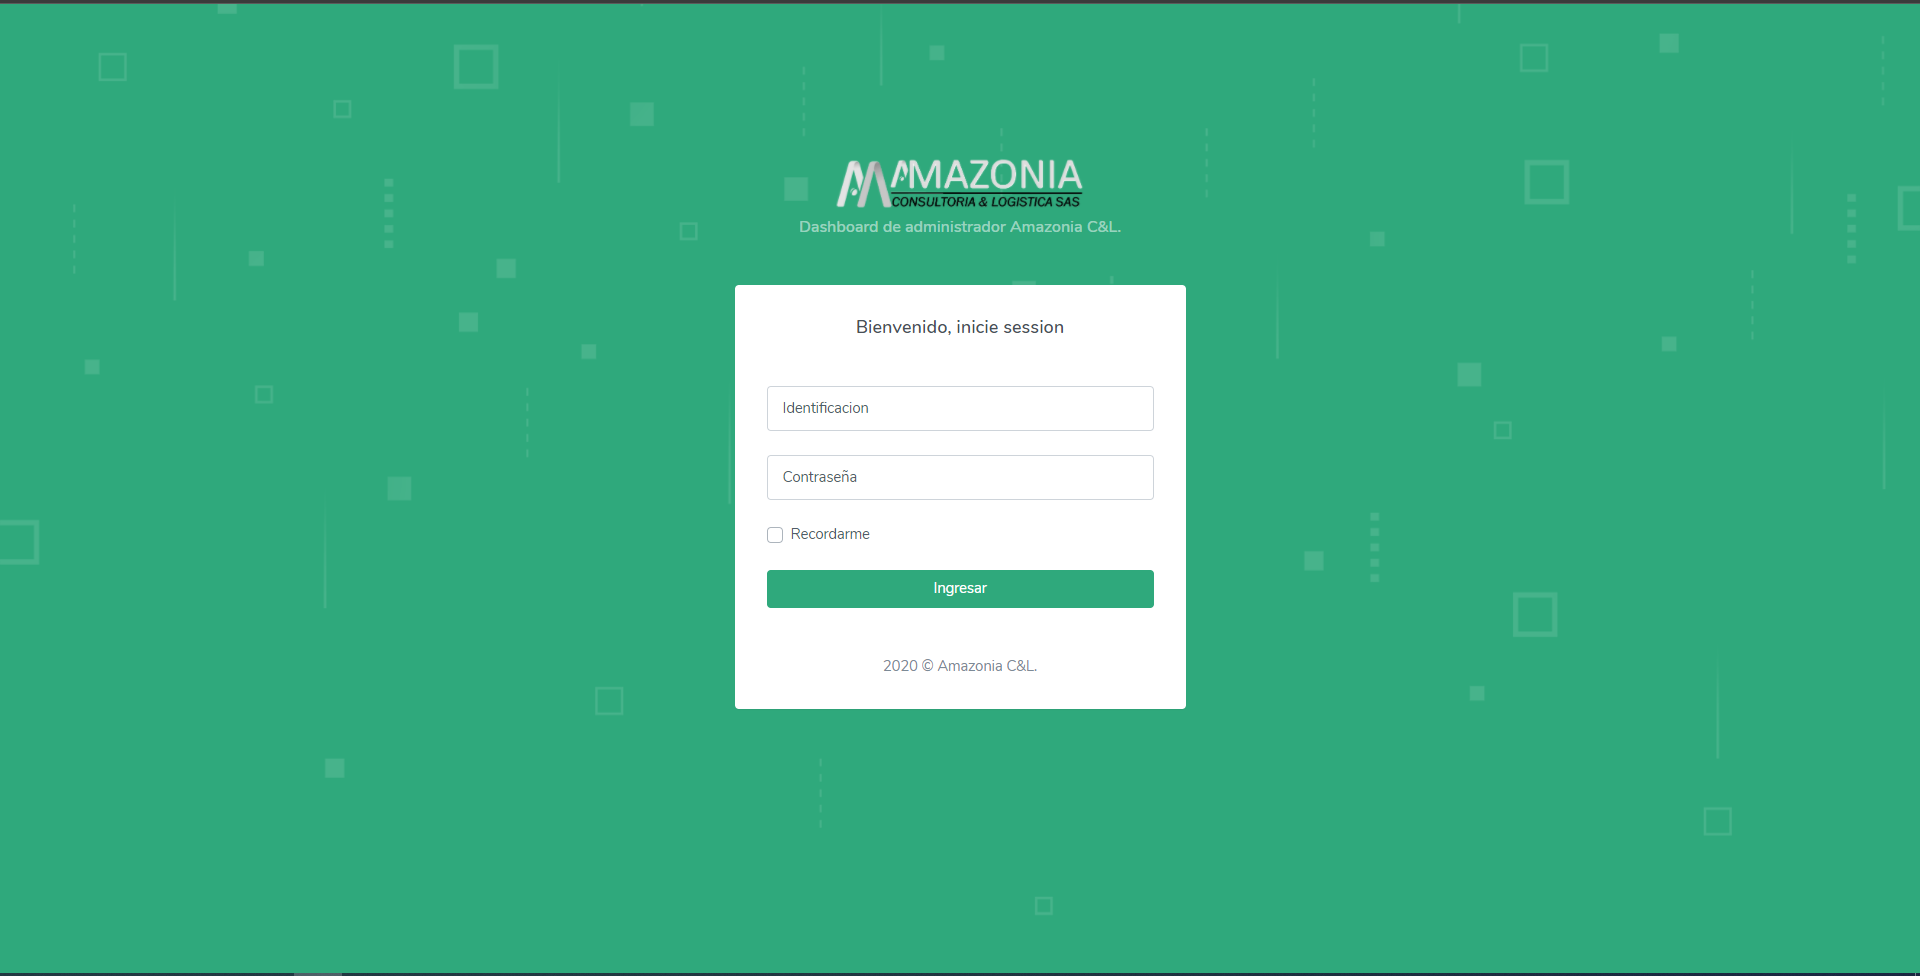 AMAZONIA
CONSULTORIA & LOGISTICA SAS
Dashboard de administrador Amazonia C&L.
Bienvenido, inicie session
Identificacion
Contraseña
Recordarme
Ingresar
2020 © Amazonia C&L.